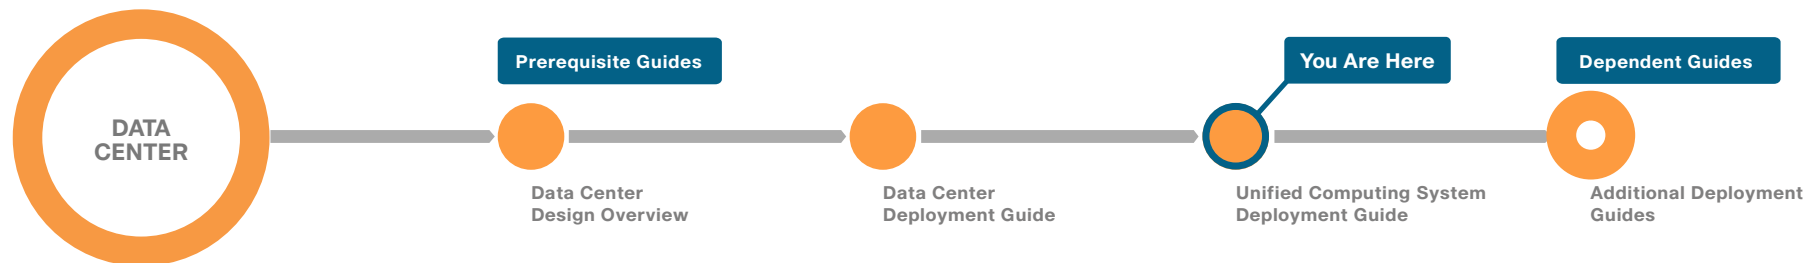 DATA
CENTER
Prerequisite Guides
Data Center
Design Overview
Data Center
Deployment Guide
You Are Here
Unified Computing System
Deployment Guide
Dependent Guides
Additional Deployment
Guides